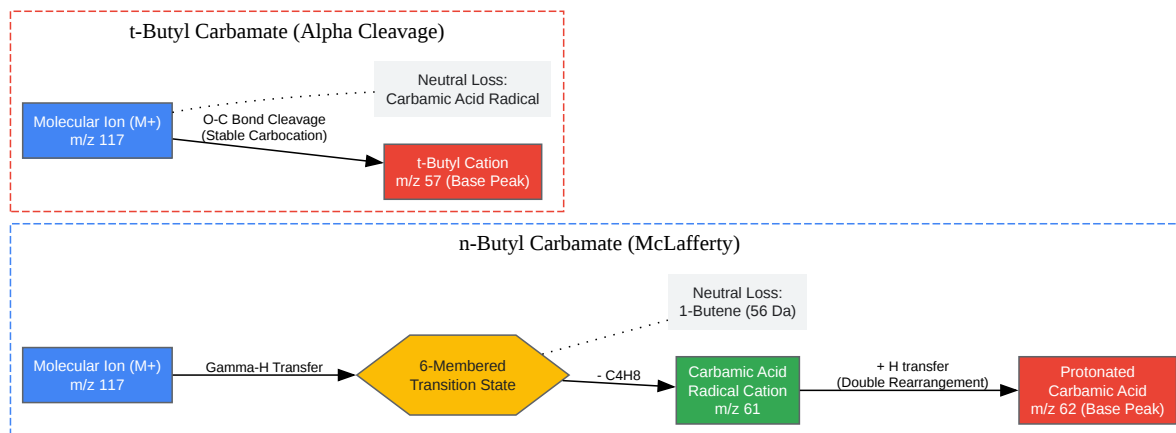 t-Butyl Carbamate (Alpha Cleavage)
Neutral Loss:
Carbamic Acid Radical
Molecular Ion (M+)
m/z 117
O-C Bond Cleavage
(Stable Carbocation)
t-Butyl Cation
m/z 57 (Base Peak)
n-Butyl Carbamate (McLafferty)
Neutral Loss:
1-Butene (56 Da)
Molecular Ion (M+)
m/z 117
Gamma-H Transfer
6-Membered
Transition State
- C4H8
Carbamic Acid
Radical Cation
m/z 61
+ H transfer
(Double Rearrangement)
Protonated
Carbamic Acid
m/z 62 (Base Peak)